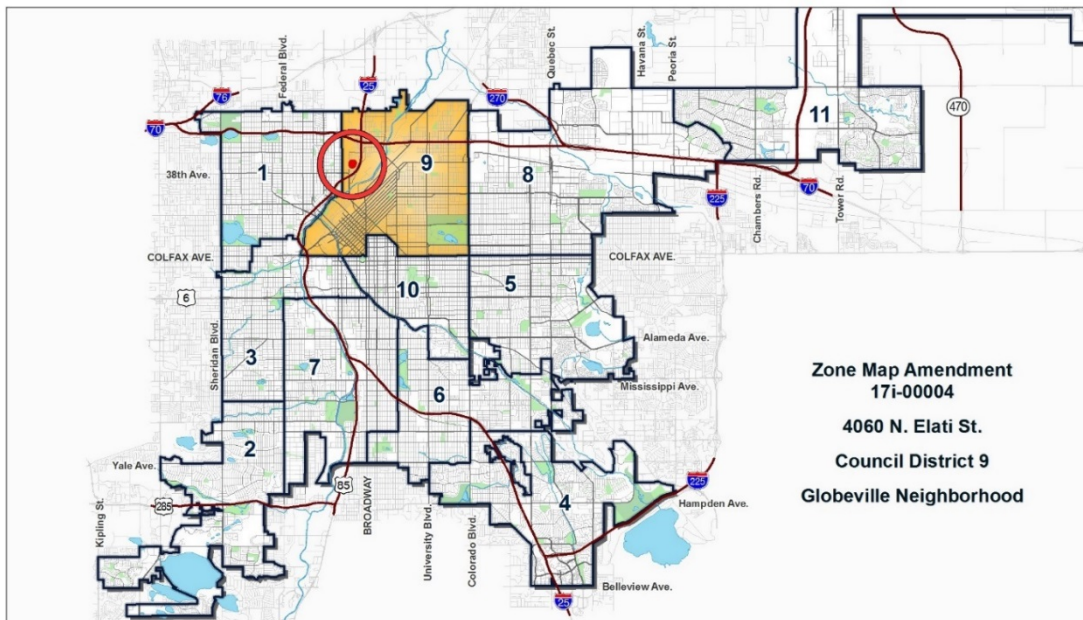 Federal Blvd.
25
Quebec St.
Havana St.
Peoria St.
76
270
470
70
11
38th Ave.
1
9
8
225
70
Chambers Rd.
Tower Rd.
COLFAX AVE.
COLFAX AVE.
6
10
5
Sheridan Blvd.
Alameda Ave.
3
7
Mississippi Ave.
6
2
Yale Ave.
4
225
85
285
Hampden Ave.
Kipling St.
BROADWAY
University Blvd.
Colorado Blvd.
Belleview Ave.
25
Zone Map Amendment
17i-00004
4060 N. Elati St.
Council District 9
Globeville Neighborhood